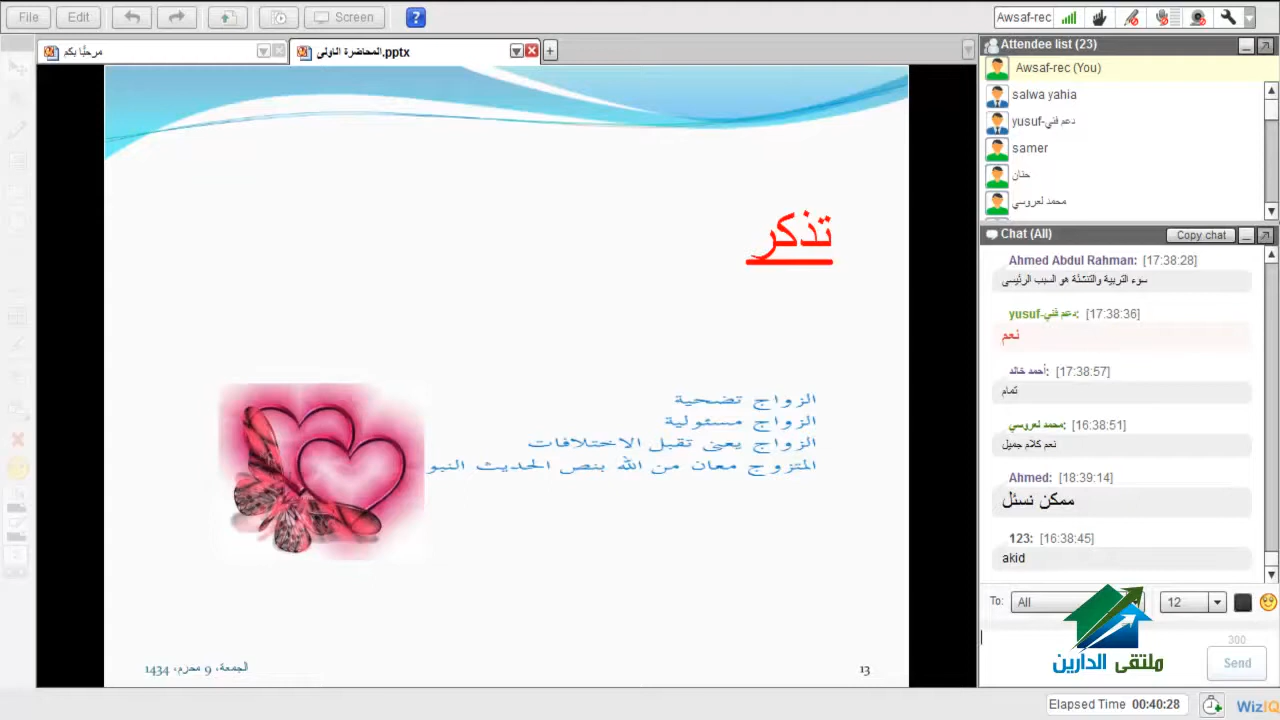 File
Edit
Screen
?
Awsaf-rec
مرحبًا بكم
المحاضرة الاولى.pptx
Attendee list (23)
Awsaf-rec (You)
salwa yahia
yusuf-دعم فني
samer
حنان
محمد لعروسي
تذكر
الزواج تضحية
الزواج مسئولية
الزواج يعنى تقبل الاختلافات
المتزوج معان من الله بنص الحديث النبو
الجمعة، 9 محرم، 1434
13
Chat (All)
Copy chat
Ahmed Abdul Rahman: [17:38:28]
سوء التربية والتنشئة هو السبب الرئيسى
yusuf-دعم فني: [17:38:36]
نعم
أحمد خالد: [17:38:57]
تمام
محمد لعروسي: [16:38:51]
نعم كلام جميل
Ahmed: [18:39:14]
ممكن نسئل
123: [16:38:45]
akid
To:
All
12
300
Send
ملتقى الدارين
Elapsed Time 00:40:28
WizIQ